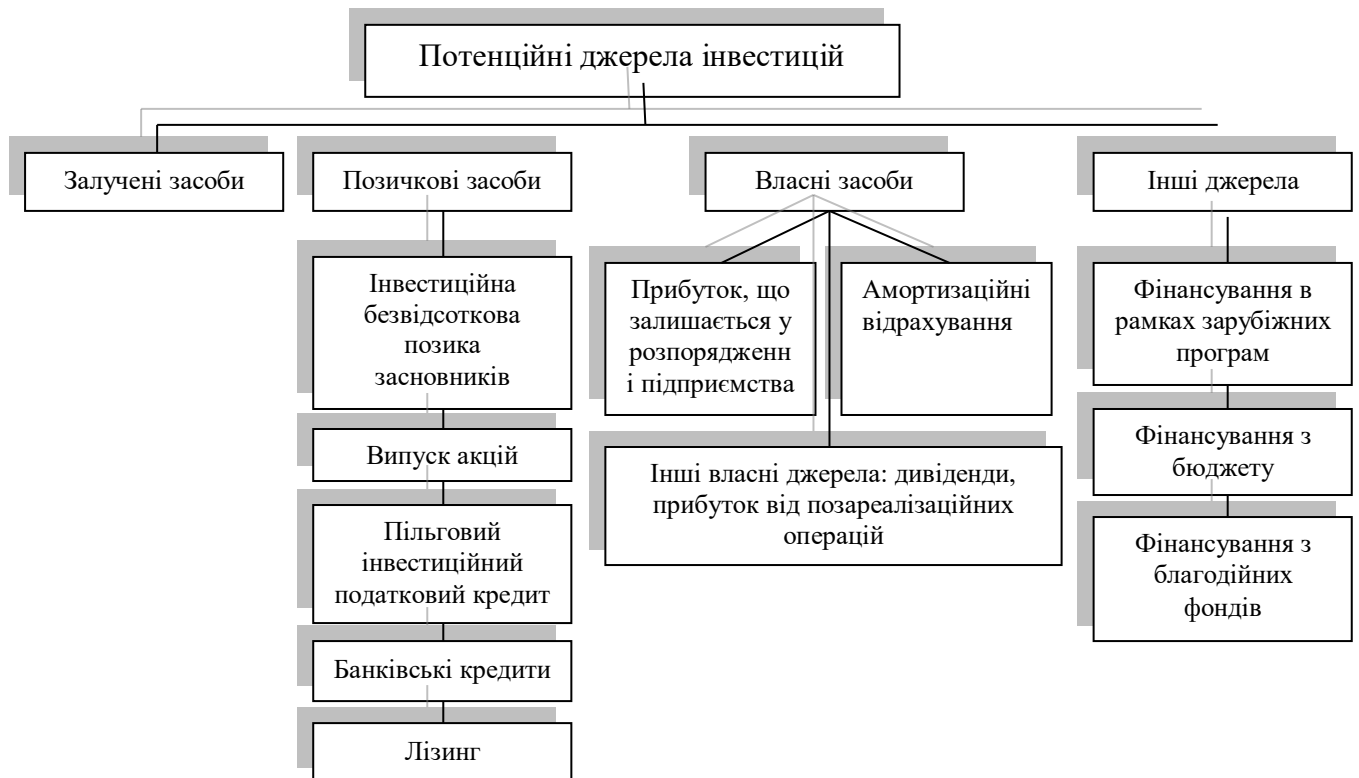 Потенційні джерела інвестицій
Залучені засоби
Позичкові засоби
Власні засоби
Інші джерела
Інвестиційна
безвідсоткова
позика
засновників
Випуск акцій
Пільговий
інвестиційний
податковий кредит
Банківські кредити
Лізинг
Прибуток, що
залишається у
розпорядженн
і підприємства
Амортизаційні
відрахування
Інші власні джерела: дивіденди,
прибуток від позареалізаційних
операцій
Фінансування в
рамках зарубіжних
програм
Фінансування з
бюджету
Фінансування з
благодійних
фондів